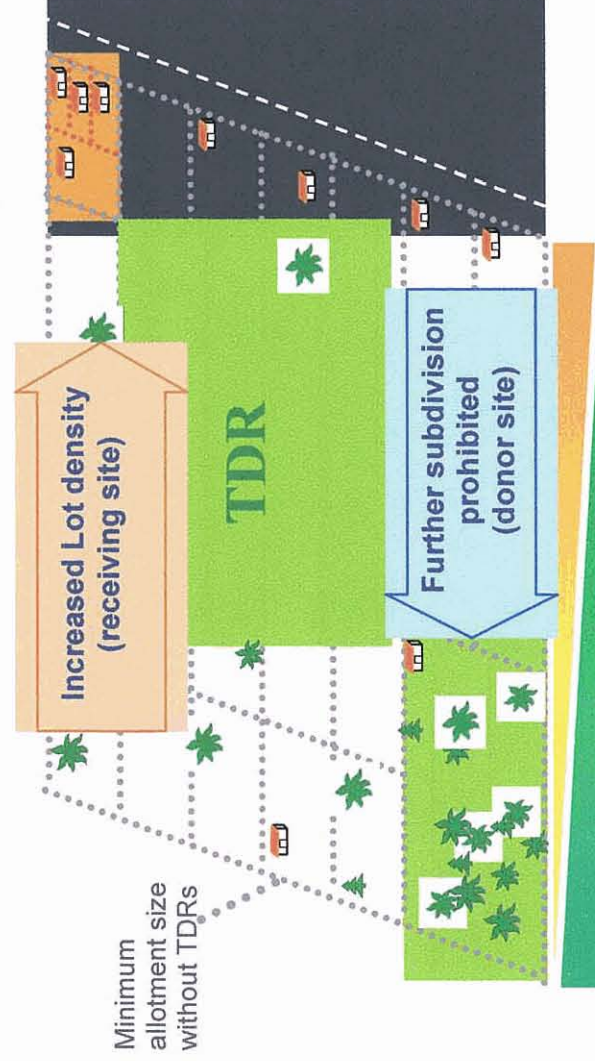 Increased Lot density
(receiving site)
TDR
Further subdivision
prohibited
(donor site)
Minimum
allotment size
without TDRs